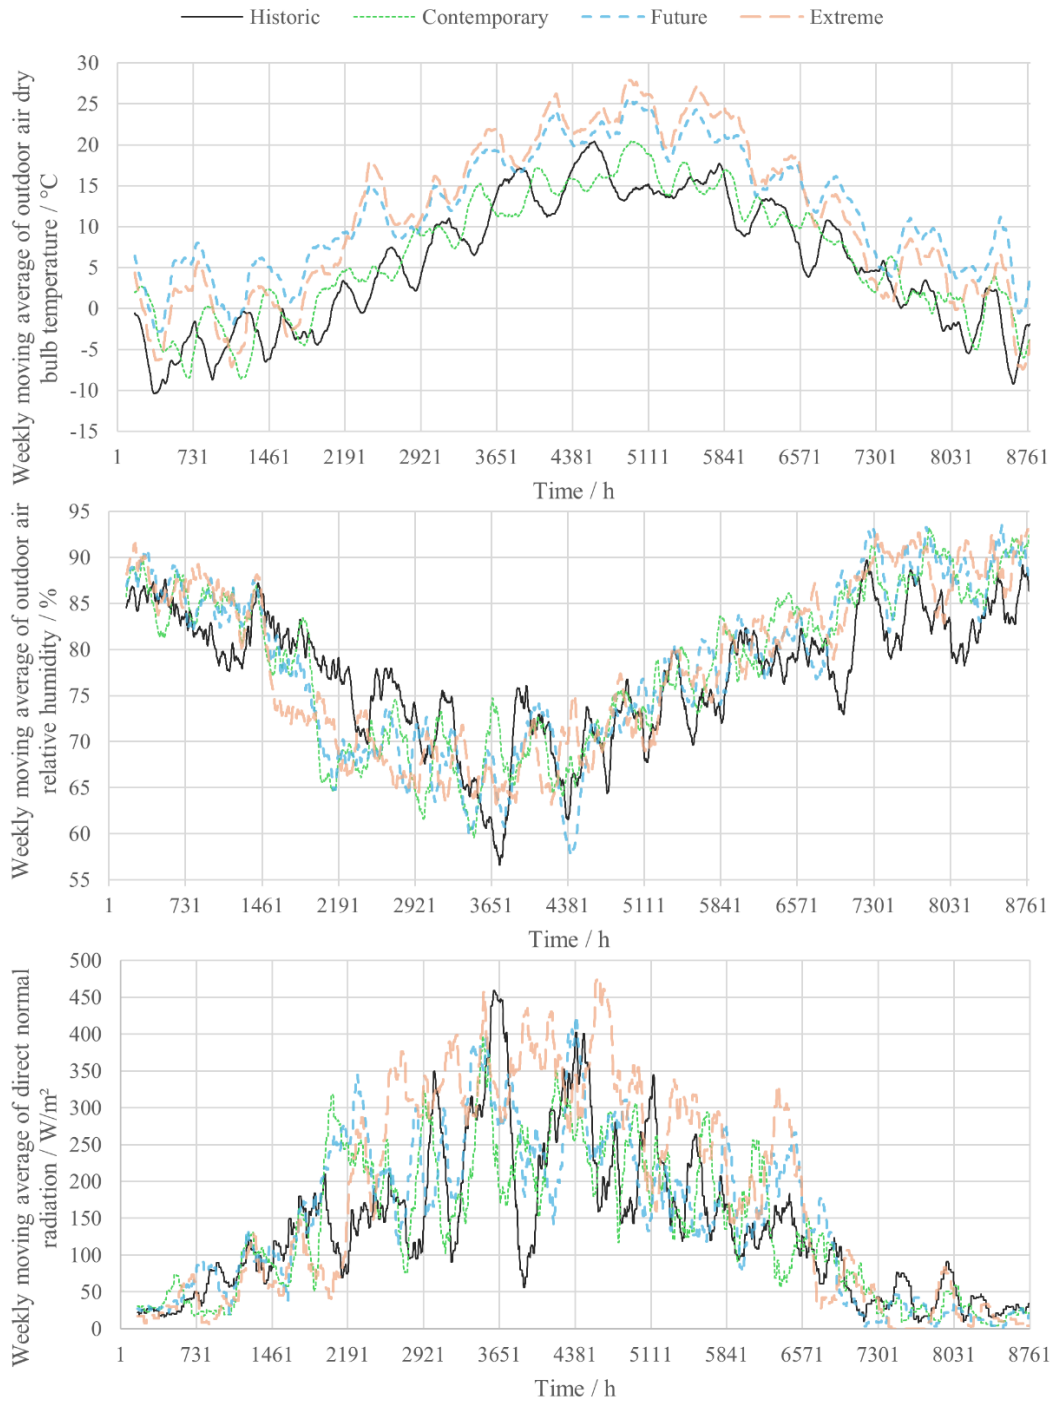 Historic Contemporary Future Extreme
Weekly moving average of outdoor air dry
bulb temperature / °C
30
25
20
15
10
5
0
-5
-10
-15
1 731 1461 2191 2921 3651 4381 5111 5841 6571 7301 8031 8761
Time / h
Weekly moving average of outdoor air
relative humidity / %
95
90
85
80
75
70
65
60
55
1 731 1461 2191 2921 3651 4381 5111 5841 6571 7301 8031 8761
Time / h
Weekly moving average of direct normal
radiation / W/m²
500
450
400
350
300
250
200
150
100
50
0
1 731 1461 2191 2921 3651 4381 5111 5841 6571 7301 8031 8761
Time / h